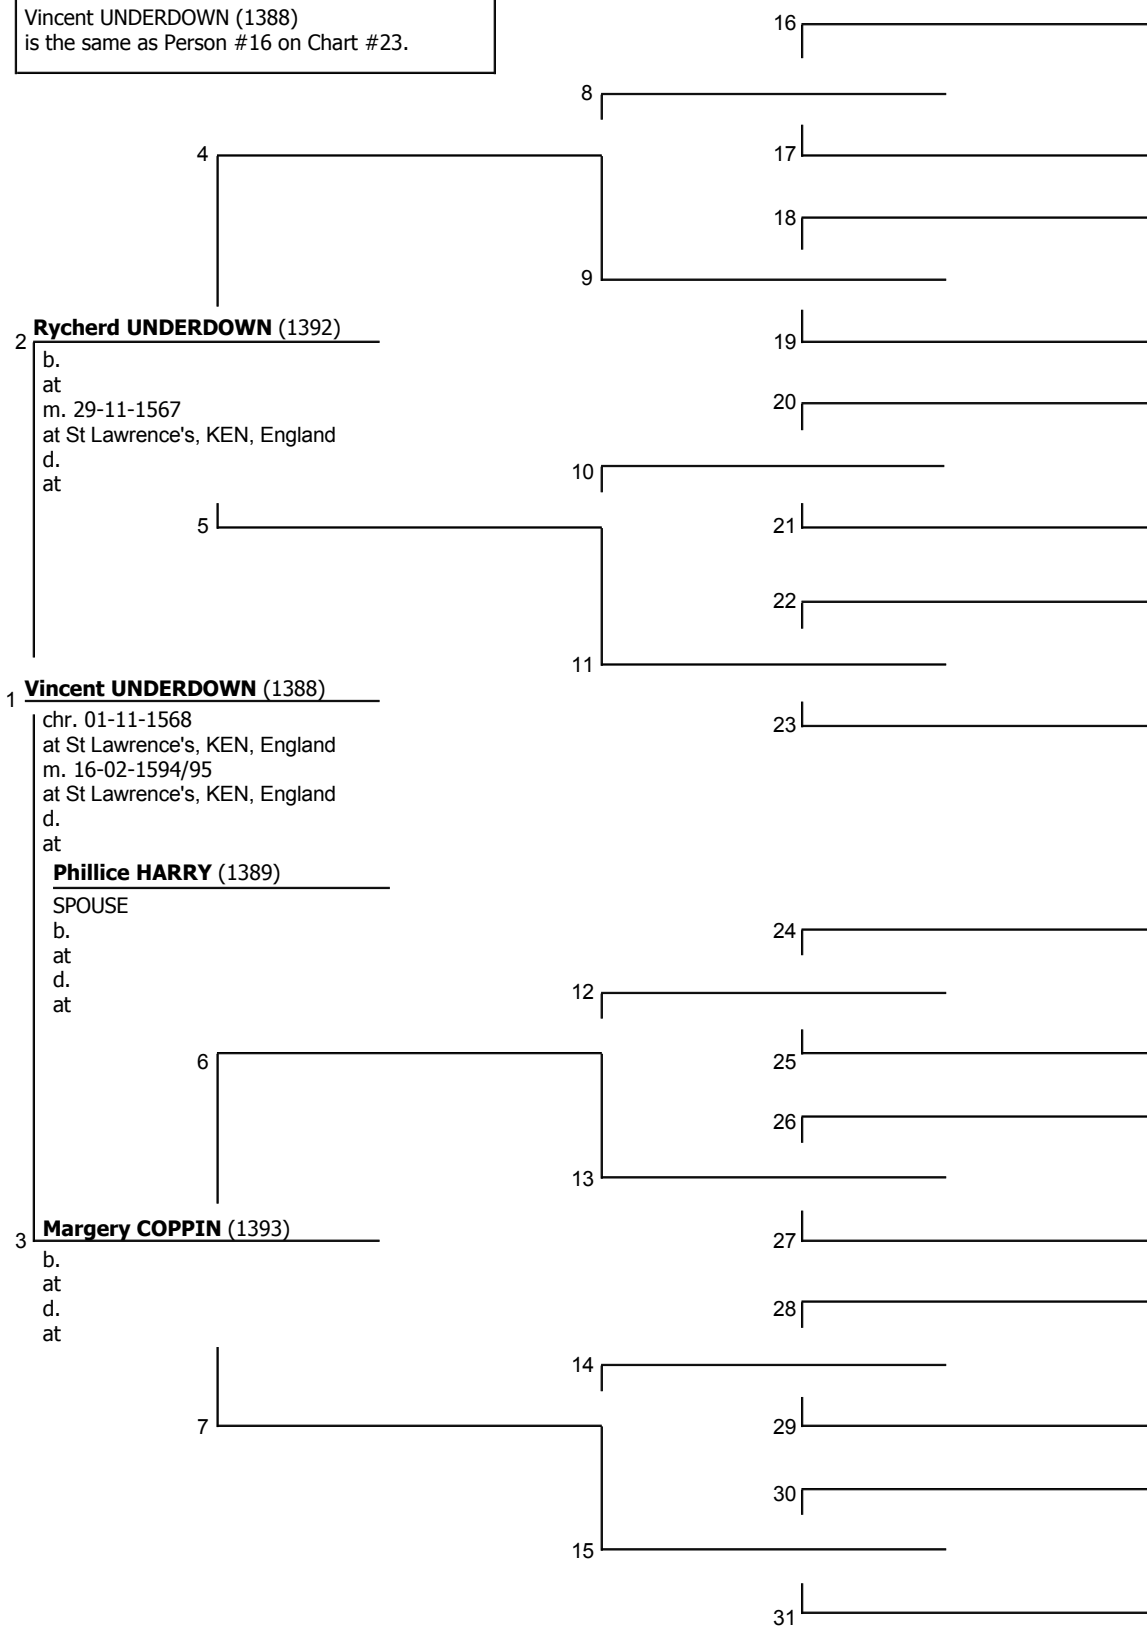 Vincent UNDERDOWN (1388)
is the same as Person #16 on Chart #23.
16
8
4
17
18
9
2 Rycherd UNDERDOWN (1392)
19
b.
at
m. 29-11-1567
at St Lawrence's, KEN, England
d.
at
20
10
5
21
22
11
1 Vincent UNDERDOWN (1388)
23
chr. 01-11-1568
at St Lawrence's, KEN, England
m. 16-02-1594/95
at St Lawrence's, KEN, England
d.
at
Phillice HARRY (1389)
SPOUSE
b.
at
d.
at
24
12
6
25
26
13
3 Margery COPPIN (1393)
27
b.
at
d.
at
28
14
7
29
30
15
31